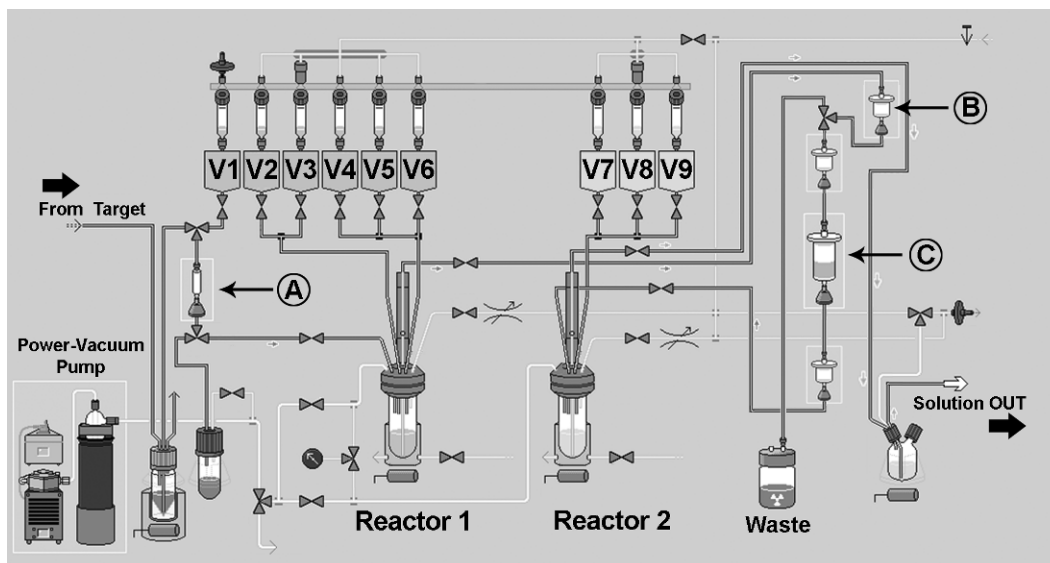 V1 V2 V3 V4 V5 V6 V7 V8 V9
B
From Target
C
A
Power-Vacuum
Pump
Solution OUT
Reactor 1
Reactor 2
Waste